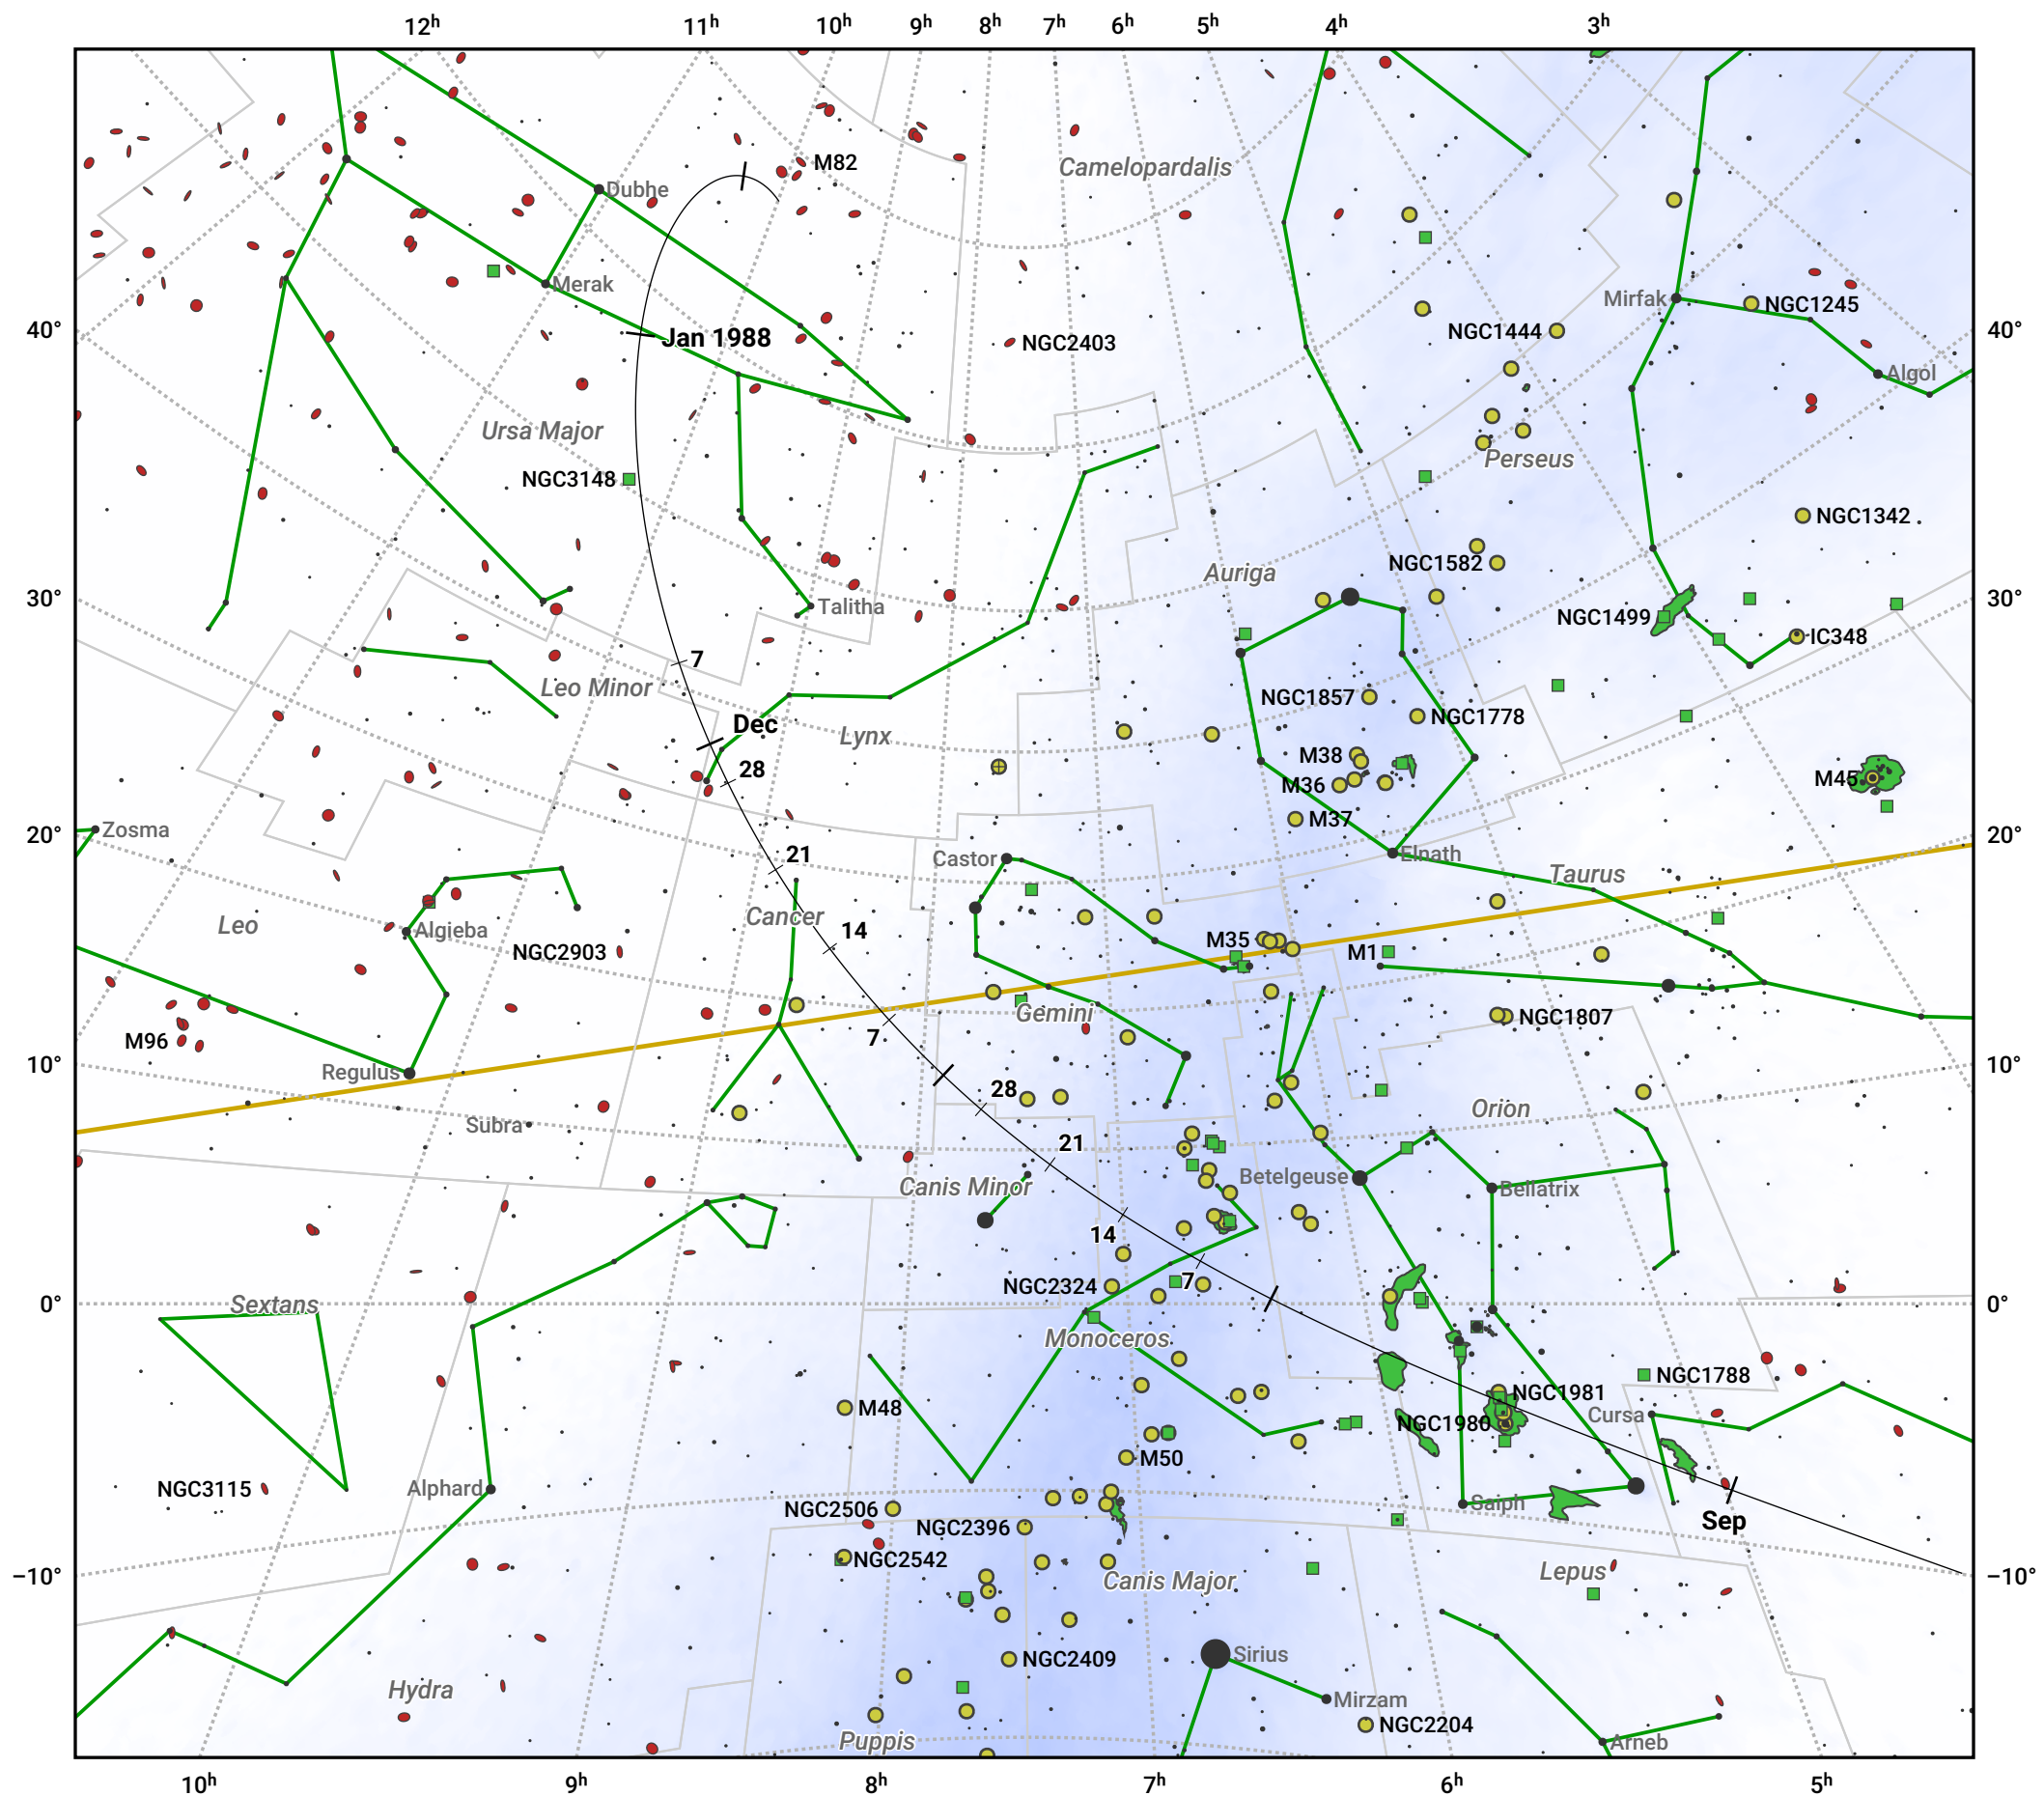 12h 11h 10h 9h 8h 7h 6h 5h 4h 3h
M82
Camelopardalis
Dubhe
Merak
Mirfak
NGC1245
40°
Jan 1988
NGC2403
NGC1444
40°
Algol
Ursa Major
Perseus
NGC3148
NGC1342
NGC1582
Auriga
30°
Talitha
NGC1499
30°
IC348
7
Leo Minor
NGC1857
NGC1778
Dec
Lynx
M38
28
M36
M45
M37
20°
Zosma
20°
Castor
21
Elnath
Taurus
Cancer
Leo
Algieba
14
M35
NGC2903
M1
Gemini
NGC1807
M96
7
10°
Regulus
10°
28
Orion
Subra
21
Canis Minor
Betelgeuse
Bellatrix
14
7
NGC2324
0°
Sextans
0°
Monoceros
NGC1788
M48
NGC1981
NGC1980
Cursa
M50
NGC3115
Alphard
NGC2506
Saiph
Sep
NGC2396
NGC2542
−10°
Canis Major
Lepus
−10°
NGC2409
Sirius
Hydra
Mirzam
NGC2204
Puppis
Arneb
10h 9h 8h 7h 6h 5h